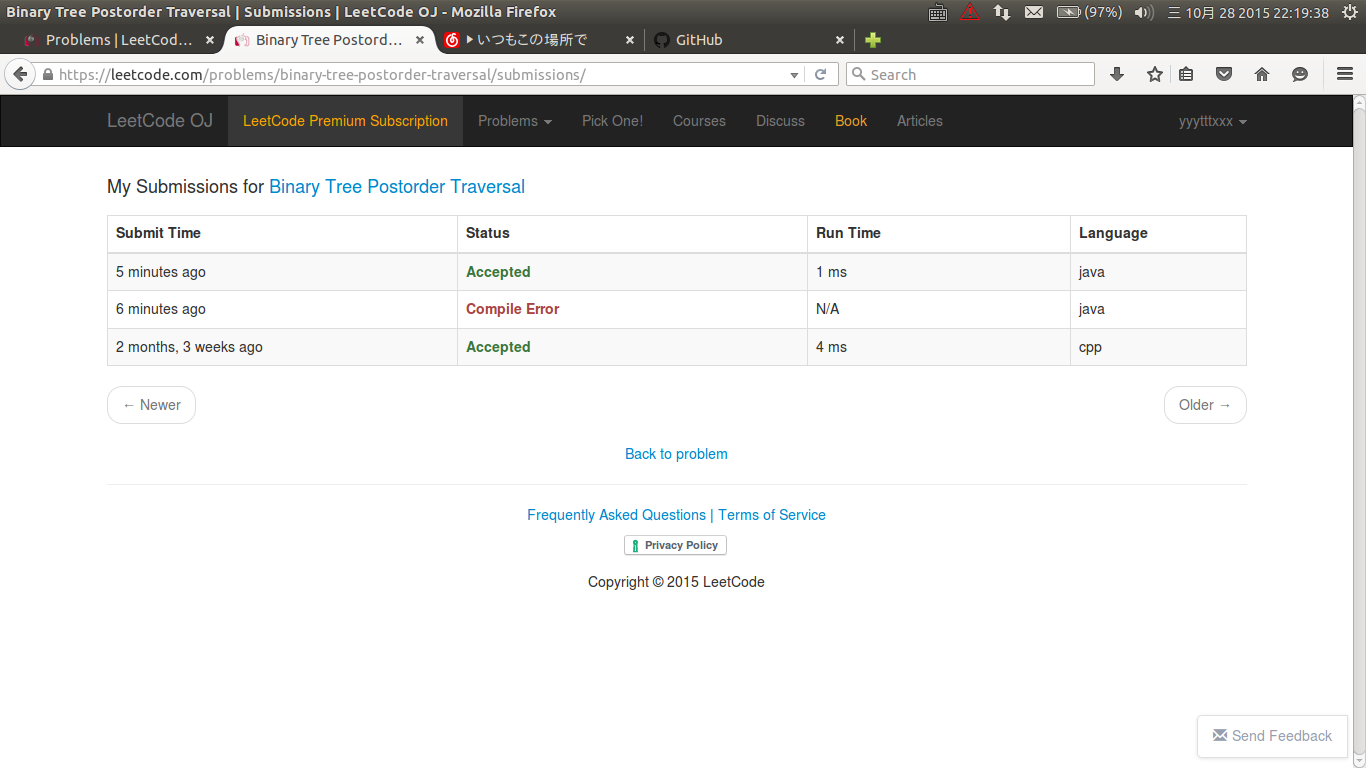 Binary Tree Postorder Traversal | Submissions | LeetCode OJ - Mozilla Firefox (97%) 三 10月 28 2015 22:19:38
Problems | LeetCod... × Binary Tree Postord... × いつもこの場所で × GitHub ×
https://leetcode.com/problems/binary-tree-postorder-traversal/submissions/ Search
LeetCode OJ LeetCode Premium Subscription Problems Pick One! Courses Discuss Book Articles yyytttxxx
My Submissions for Binary Tree Postorder Traversal
Submit Time Status Run Time Language
5 minutes ago Accepted 1 ms java
6 minutes ago Compile Error N/A java
2 months, 3 weeks ago Accepted 4 ms cpp
← Newer Older →
Back to problem
Frequently Asked Questions | Terms of Service
Privacy Policy
Copyright © 2015 LeetCode
Send Feedback